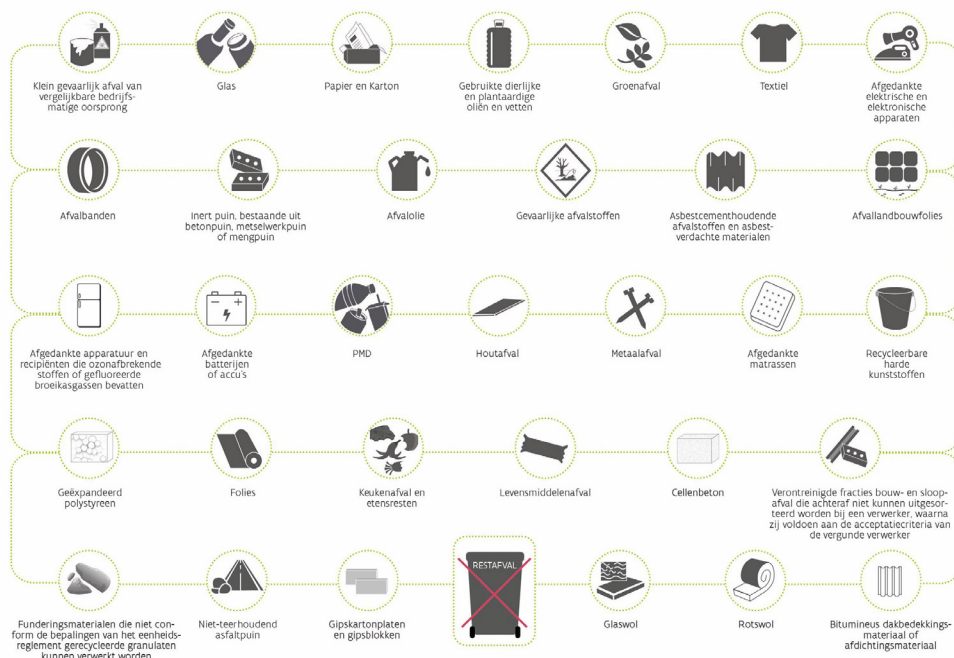 Klein gevaarlijk afval van
vergelijkbare bedrijfs-
matige oorsprong
Glas
Papier en Karton
Gebruikte dierlijke
en plantaardige
oliën en vetten
Groenafval
Textiel
Afgedankte
elektrische en
elektronische
apparaten
Afvalbanden
Inert puin, bestaande uit
betonpuin, metselwerkpuin
of mengpuin
Afvalolie
Gevaarlijke afvalstoffen
Asbestcementhoudende
afvalstoffen en asbest-
verdachte materialen
Afvallandbouwfolies
Afgedankte apparatuur en
recipiënten die ozonafbrekende
stoffen of gefluoreerde
broeikasgassen bevatten
Afgedankte
batterijen
of accu's
PMD
Houtafval
Metaalafval
Afgedankte
matrassen
Recycleerbare
harde
kunststoffen
Geëxpandeerd
polystyreen
Folies
Keukenafval en
etensresten
Levensmiddelenafval
Cellenbeton
Verontreinigde fracties bouw- en sloop-
afval die achteraf niet kunnen uitgesor-
teerd worden bij een verwerker, waarna
zij voldoen aan de acceptatiecriteria van
de vergunde verwerker
Funderingsmaterialen die niet con-
form de bepalingen van het eenheids-
reglement gerecycleerde granulaten
kunnen verwerkt worden
Niet-teerhoudend
asfaltpuin
Gipskartonplaten
en gipsblokken
RESTAFVAL
Glaswol
Rotswol
Bitumineus dakbedekkings-
materiaal of
afdichtingsmateriaal